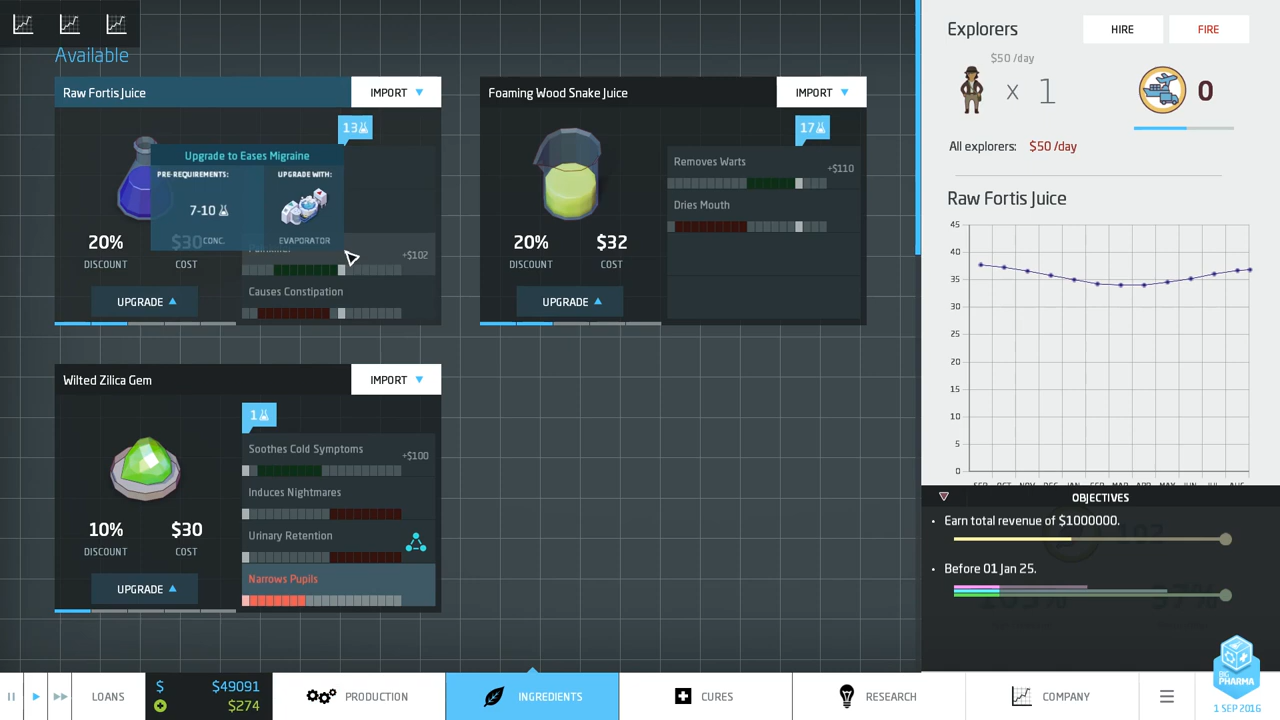 Available
Raw Fortis Juice
IMPORT
13
Upgrade to Eases Migraine
PRE-REQUIREMENTS:
UPGRADE WITH:
7-10
CONC.
EVAPORATOR
20%
DISCOUNT
$30
COST
+$102
Causes Constipation
UPGRADE
Foaming Wood Snake Juice
IMPORT
17
Removes Warts
+$110
Dries Mouth
20%
DISCOUNT
$32
COST
UPGRADE
Wilted Zilica Gem
IMPORT
1
Soothes Cold Symptoms
+$100
Induces Nightmares
Urinary Retention
Narrows Pupils
10%
DISCOUNT
$30
COST
UPGRADE
Explorers
HIRE
FIRE
$50 /day
X 1
0
All explorers: $50 /day
Raw Fortis Juice
45
40
35
30
25
20
15
10
5
0
OBJECTIVES
Earn total revenue of $1000000.
Before 01 Jan 25.
LOANS
$ $49091
$274
PRODUCTION
INGREDIENTS
CURES
RESEARCH
COMPANY
BIG PHARMA
1 SEP 2016